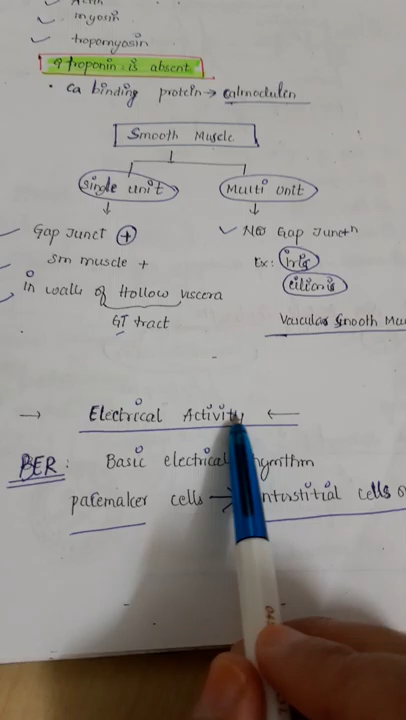 myosin
tropomyosin
troponin is absent
Ca binding protein → calmodulin
Smooth Muscle
Single Unit
Multi Unit
Gap Junct +
NO Gap Junctn
sm muscle +
Ex: iris
in walls of Hollow viscera
ciliaris
GI tract
Vascular Smooth Mu
→ Electrical Activity ←
BER: Basic electrical
pacemaker cells → interstitial cells o